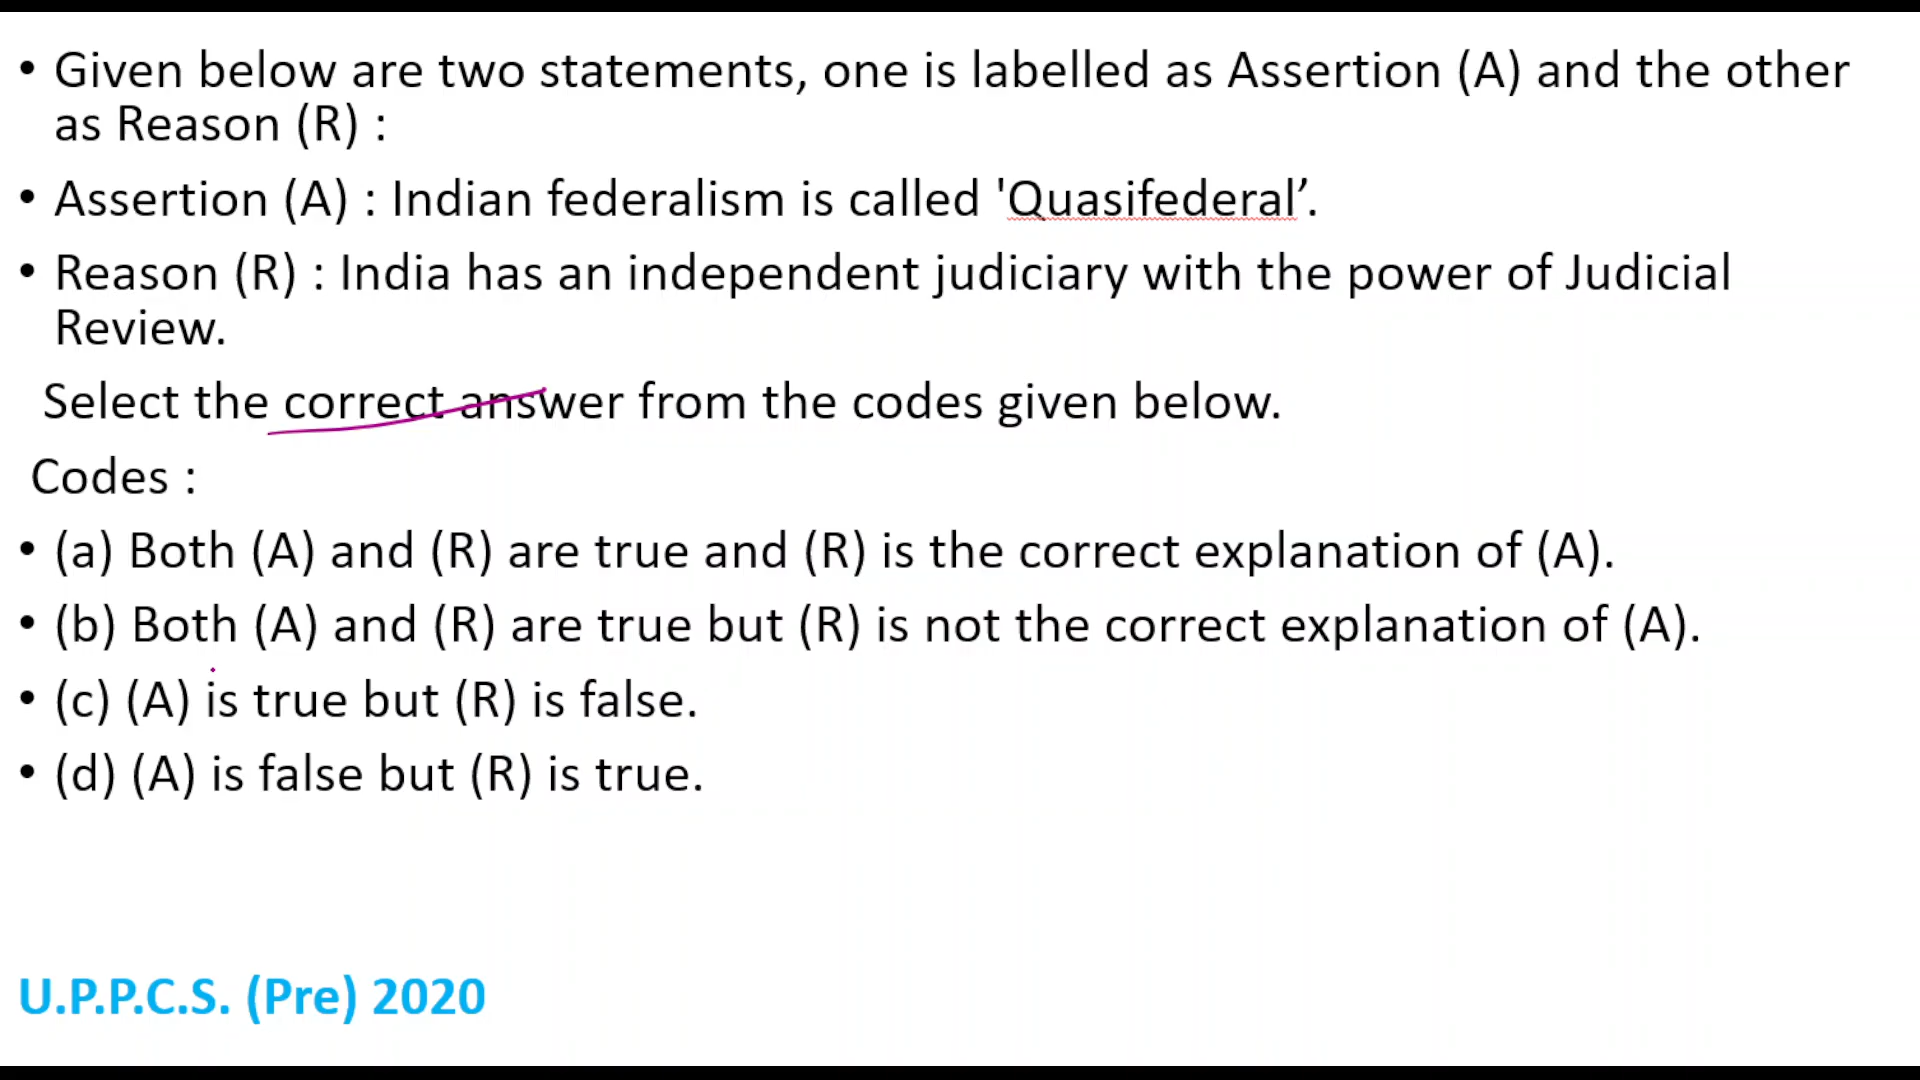 • Given below are two statements, one is labelled as Assertion (A) and the other
as Reason (R) :
• Assertion (A) : Indian federalism is called 'Quasifederal’.
• Reason (R) : India has an independent judiciary with the power of Judicial
Review.
Select the correct answer from the codes given below.
Codes :
• (a) Both (A) and (R) are true and (R) is the correct explanation of (A).
• (b) Both (A) and (R) are true but (R) is not the correct explanation of (A).
• (c) (A) is true but (R) is false.
• (d) (A) is false but (R) is true.
U.P.P.C.S. (Pre) 2020